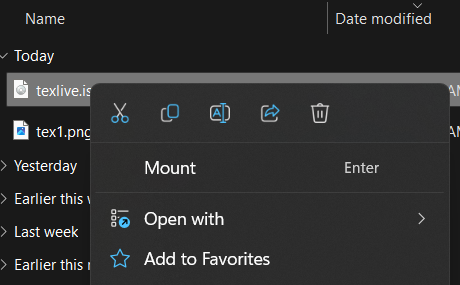 Name Date modified
Today
texlive.is
tex1.png
Yesterday
Mount Enter
Earlier this
Open with
Last week
Add to Favorites
Earlier this